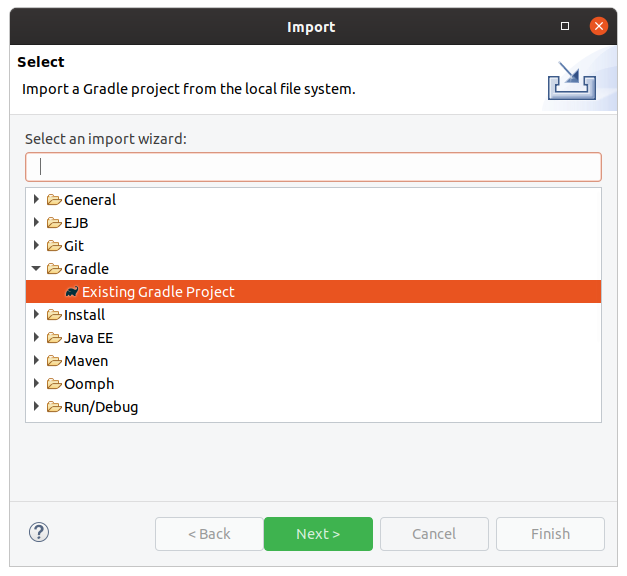 Import
Select
Import a Gradle project from the local file system.
Select an import wizard:
General
EJB
Git
Gradle
Existing Gradle Project
Install
Java EE
Maven
Oomph
Run/Debug
? < Back Next > Cancel Finish